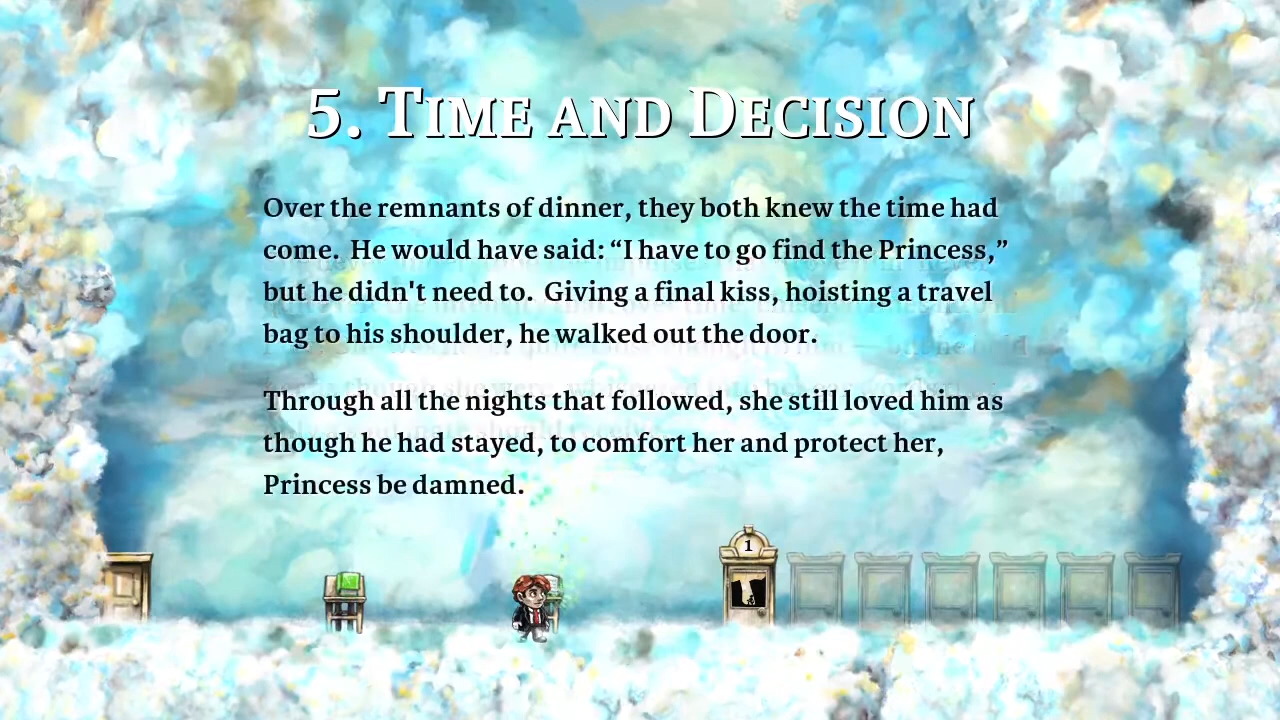 5. Time and Decision
Over the remnants of dinner, they both knew the time had
come.  He would have said: “I have to go find the Princess,”
but he didn't need to.  Giving a final kiss, hoisting a travel
bag to his shoulder, he walked out the door.
Through all the nights that followed, she still loved him as
though he had stayed, to comfort her and protect her,
Princess be damned.
1